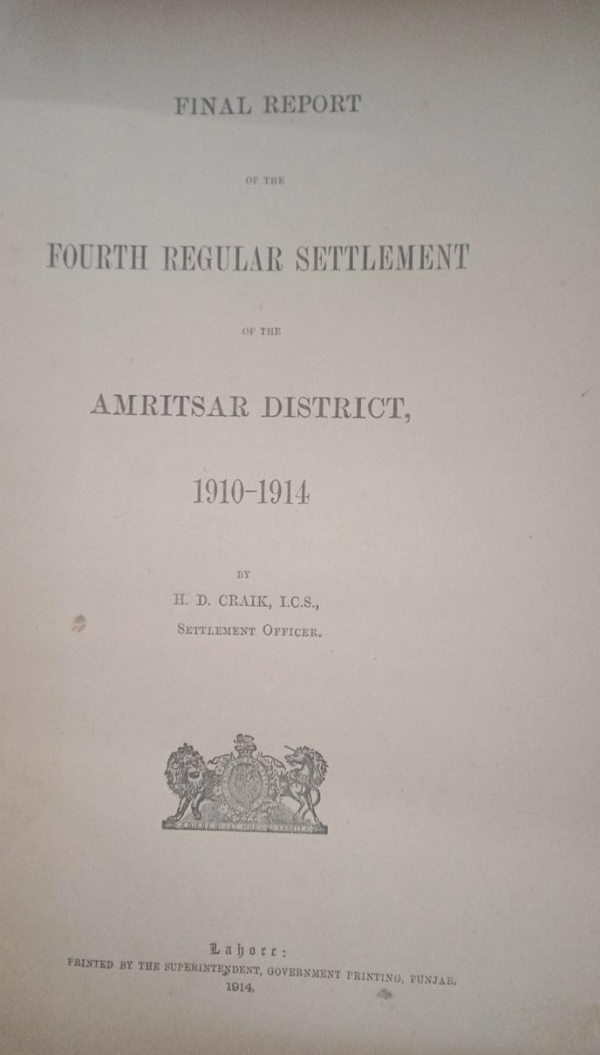 FINAL REPORT
OF THE
FOURTH REGULAR SETTLEMENT
OF THE
AMRITSAR DISTRICT,
1910-1914
BY
H. D. CRAIK, I.C.S.,
SETTLEMENT OFFICER.
Lahore:
PRINTED BY THE SUPERINTENDENT, GOVERNMENT PRINTING, PUNJAB.
1914.